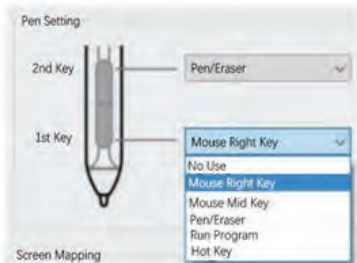 Pen Setting
2nd Key
Pen/Eraser
1st Key
Mouse Right Key
No Use
Mouse Right Key
Mouse Mid Key
Pen/Eraser
Run Program
Hot Key
Screen Mapping